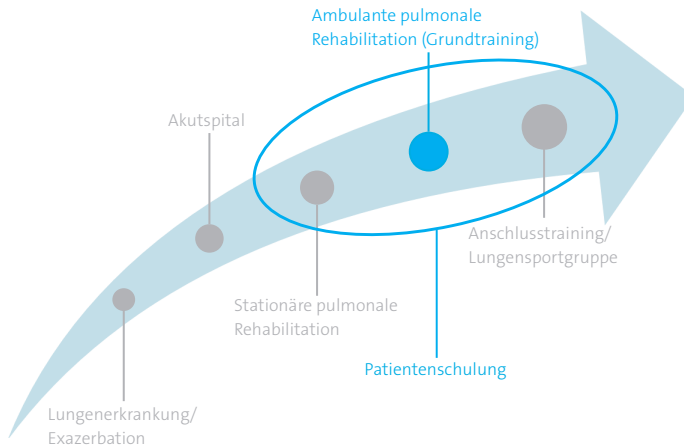 Ambulante pulmonale
Rehabilitation (Grundtraining)
Akutspital
Anschlusstraining/
Lungensportgruppe
Stationäre pulmonale
Rehabilitation
Patientenschulung
Lungenerkrankung/
Exazerbation